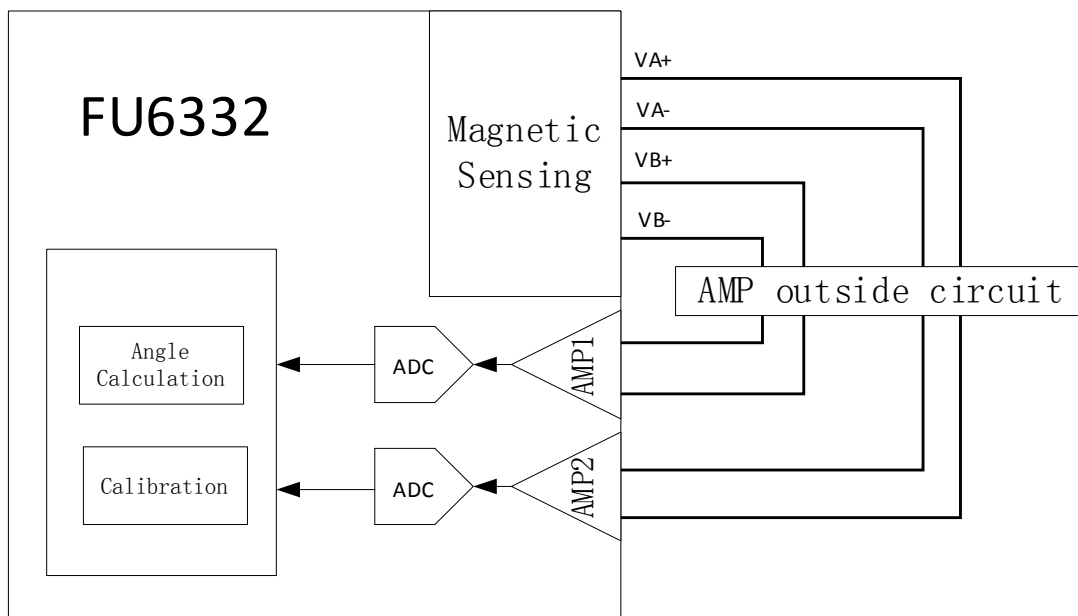 FU6332
Magnetic
Sensing
VA+
VA-
VB+
VB-
AMP outside circuit
Angle
Calculation
ADC
AMP1
Calibration
ADC
AMP2